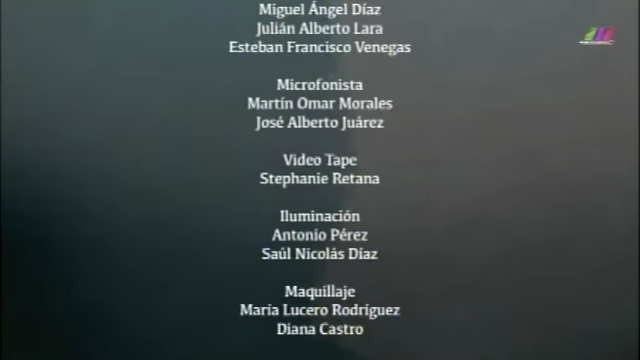 Miguel Ángel Díaz
Julián Alberto Lara
Esteban Francisco Venegas
Microfonista
Martín Omar Morales
José Alberto Juárez
Video Tape
Stephanie Retana
Iluminación
Antonio Pérez
Saúl Nicolás Díaz
Maquillaje
María Lucero Rodríguez
Diana Castro